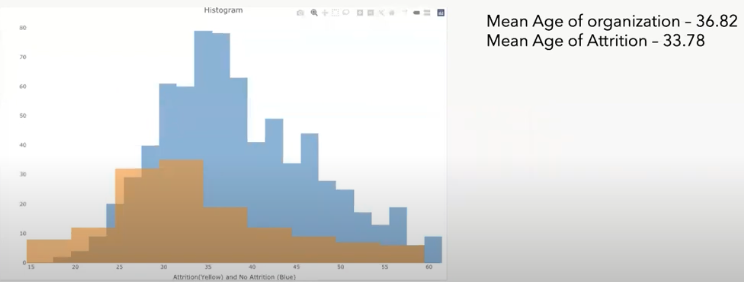 Histogram
Mean Age of organization – 36.82
Mean Age of Attrition – 33.78
80
70
60
50
40
30
20
10
0
15 20 25 30 35 40 45 50 55 60
Attrition(Yellow) and No Attrition (Blue)